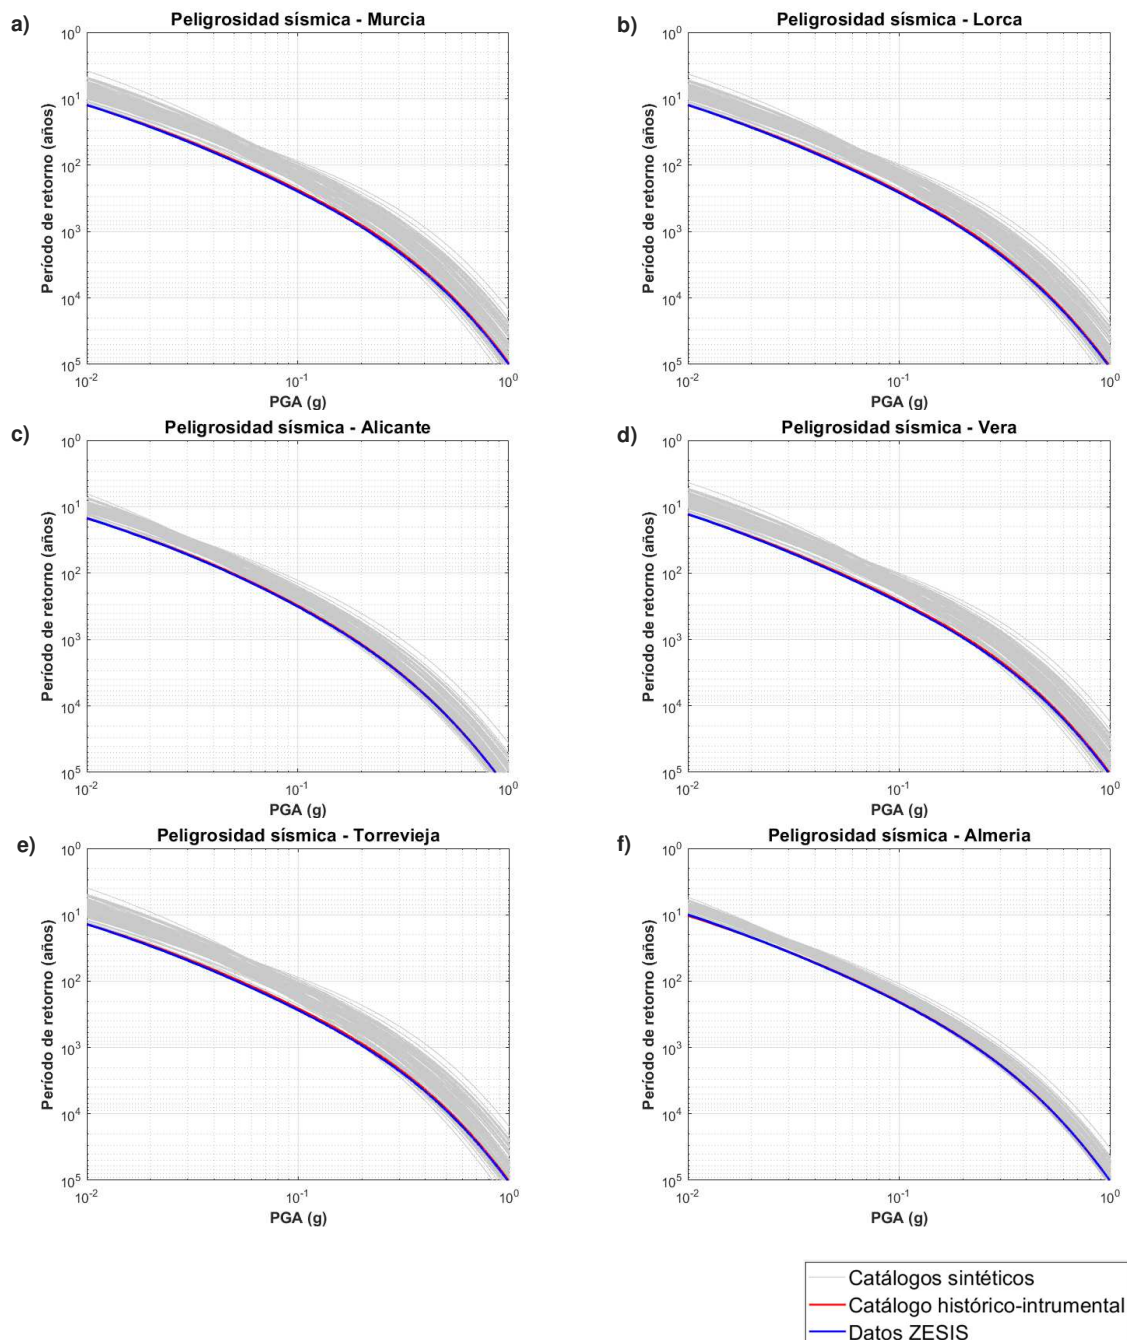 a)
Peligrosidad sísmica - Murcia
Período de retorno (años)
10^0
10^1
10^2
10^3
10^4
10^5
10^-2
10^-1
10^0
PGA (g)
b)
Peligrosidad sísmica - Lorca
Período de retorno (años)
10^0
10^1
10^2
10^3
10^4
10^5
10^-2
10^-1
10^0
PGA (g)
c)
Peligrosidad sísmica - Alicante
Período de retorno (años)
10^0
10^1
10^2
10^3
10^4
10^5
10^-2
10^-1
10^0
PGA (g)
d)
Peligrosidad sísmica - Vera
Período de retorno (años)
10^0
10^1
10^2
10^3
10^4
10^5
10^-2
10^-1
10^0
PGA (g)
e)
Peligrosidad sísmica - Torrevieja
Período de retorno (años)
10^0
10^1
10^2
10^3
10^4
10^5
10^-2
10^-1
10^0
PGA (g)
f)
Peligrosidad sísmica - Almeria
Período de retorno (años)
10^0
10^1
10^2
10^3
10^4
10^5
10^-2
10^-1
10^0
PGA (g)
Catálogos sintéticos
Catálogo histórico-intrumental
Datos ZESIS